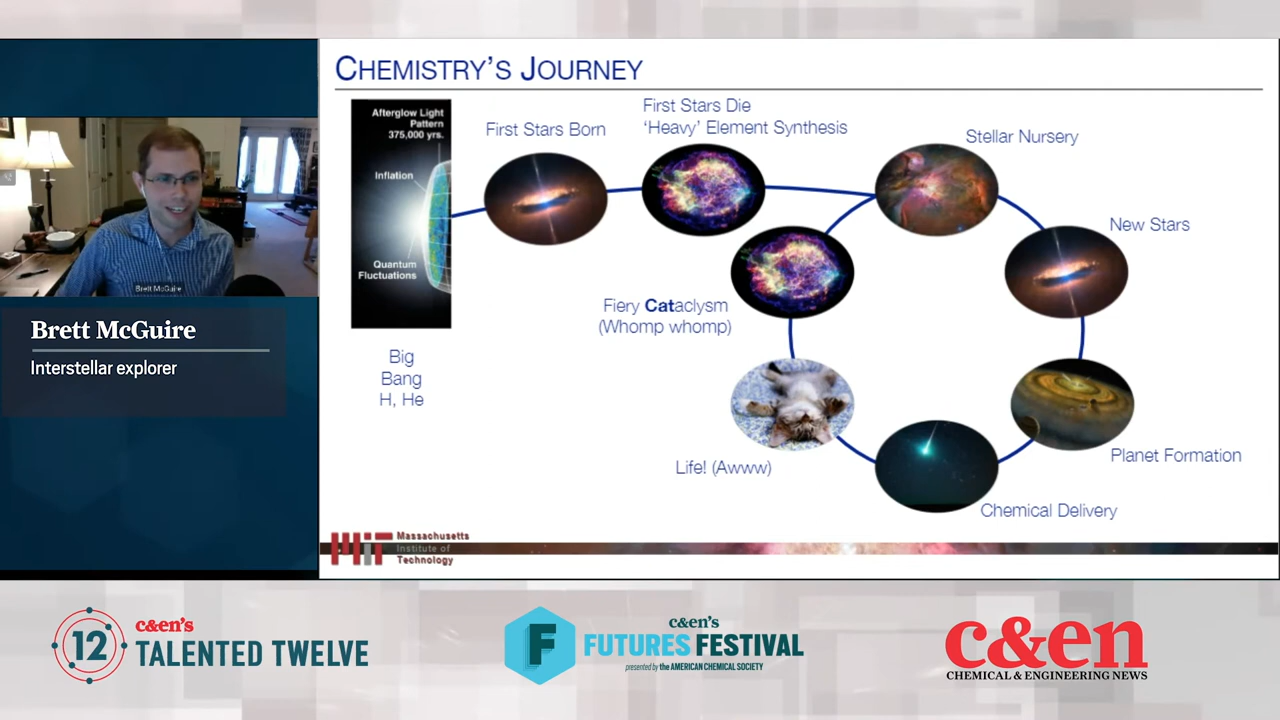 CHEMISTRY'S JOURNEY
Afterglow Light
Pattern
375,000 yrs.
Inflation
Quantum
Fluctuations
Big
Bang
H, He
First Stars Born
First Stars Die
'Heavy' Element Synthesis
Stellar Nursery
New Stars
Planet Formation
Chemical Delivery
Life! (Awww)
Fiery Cataclysm
(Whomp whomp)
Brett McGuire
Brett McGuire
Interstellar explorer
MIT
Massachusetts
Institute of
Technology
12
c&en's
TALENTED TWELVE
F
c&en's
FUTURES FESTIVAL
presented by the AMERICAN CHEMICAL SOCIETY
c&en
CHEMICAL & ENGINEERING NEWS